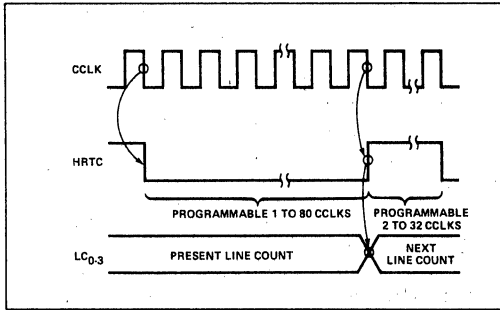 CCLK
HRTC
PROGRAMMABLE 1 TO 80 CCLKS
PROGRAMMABLE
2 TO 32 CCLKS
LC0-3
PRESENT LINE COUNT
NEXT
LINE COUNT